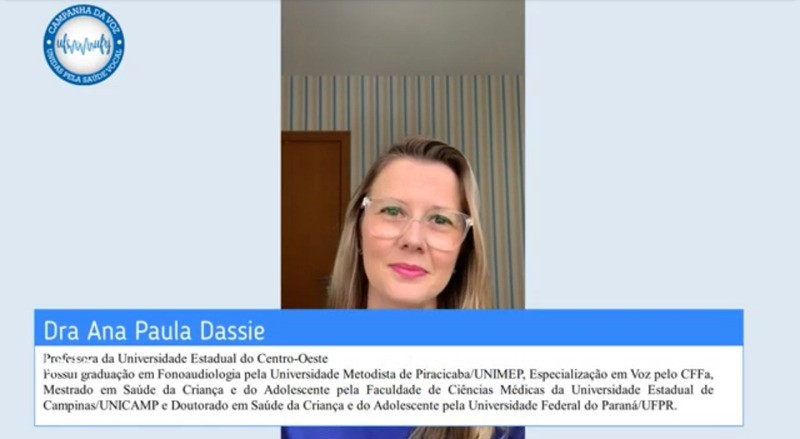 CAMPANHA DA VOZ
ufs ufrj
UNIDAS PELA SAÚDE VOCAL
Dra Ana Paula Dassie
Professora da Universidade Estadual do Centro-Oeste
Possui graduação em Fonoaudiologia pela Universidade Metodista de Piracicaba/UNIMEP, Especialização em Voz pelo CFFa,
Mestrado em Saúde da Criança e do Adolescente pela Faculdade de Ciências Médicas da Universidade Estadual de
Campinas/UNICAMP e Doutorado em Saúde da Criança e do Adolescente pela Universidade Federal do Paraná/UFPR.